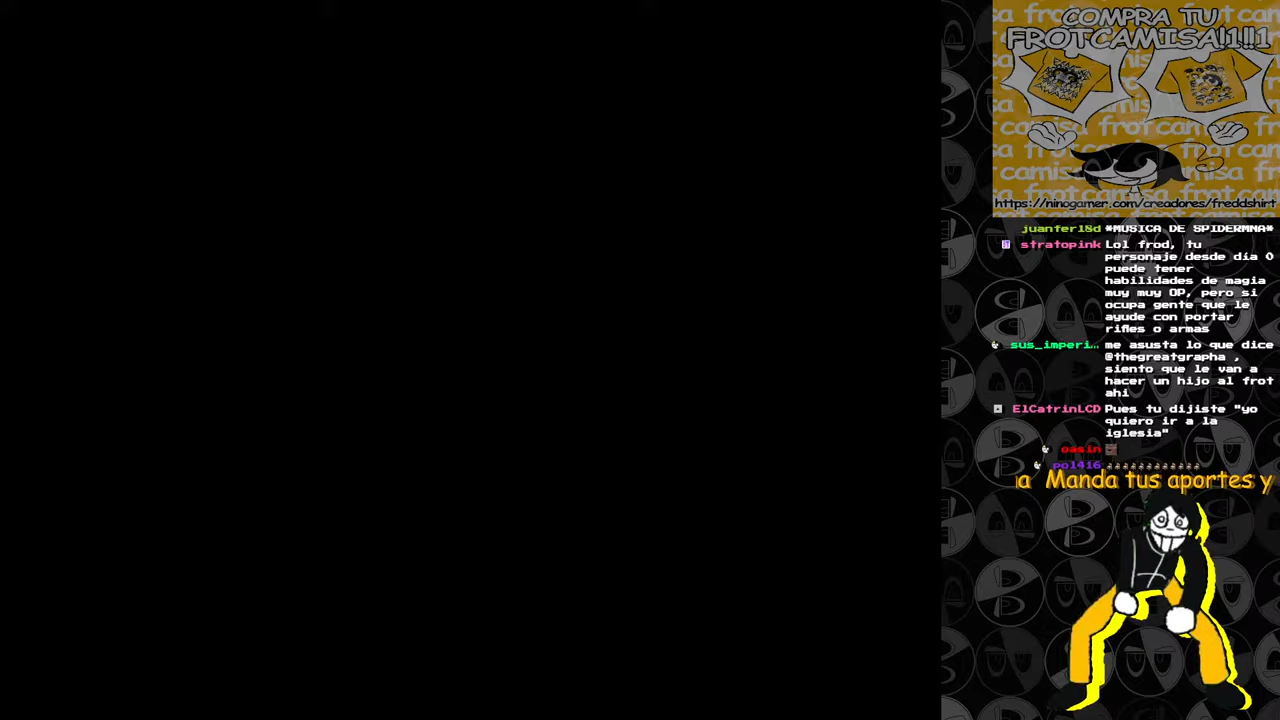 COMPRA TU
FROTCAMISA!1!!1
https://ninogamer.com/creadores/freddshirt
juanfer18d *MUSICA DE SPIDERMNA*
stratopink Lol frod, tu
personaje desde dia 0
puede tener
habilidades de magia
muy muy OP, pero si
ocupa gente que le
ayude con portar
rifles o armas
sus_imperi… me asusta lo que dice
@thegreatgrapha ,
siento que le van a
hacer un hijo al frot
ahi
ElCatrinLCD Pues tu dijiste "yo
quiero ir a la
iglesia"
oasin
pol416
a Manda tus aportes y